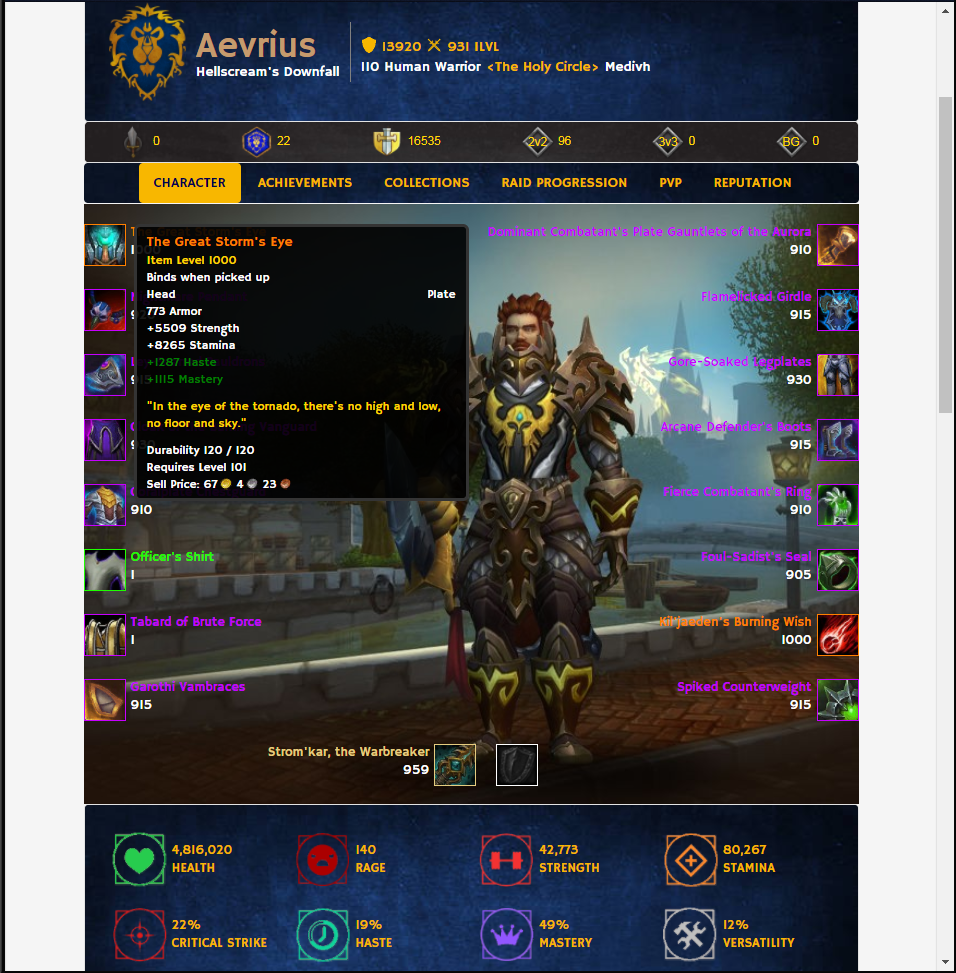 Aevrius
Hellscream's Downfall
13920 931 ILVL
110 Human Warrior <The Holy Circle> Medivh
0 22 16535 2v2 96 3v3 0 BG 0
CHARACTER ACHIEVEMENTS COLLECTIONS RAID PROGRESSION PVP REPUTATION
The Great Storm's Eye
Item Level 1000
Binds when picked up
Head Plate
773 Armor
+5509 Strength
+8265 Stamina
+1287 Haste
+1115 Mastery
"In the eye of the tornado, there's no high and low,
no floor and sky."
Durability 120 / 120
Requires Level 101
Sell Price: 67 4 23
910
Officer's Shirt
1
Tabard of Brute Force
1
Garothi Vambraces
915
Dominant Combatant's Plate Gauntlets of the Aurora
910
Flamelicked Girdle
915
Gore-Soaked Legplates
930
Arcane Defender's Boots
915
Fierce Combatant's Ring
910
Foul-Sadist's Seal
905
Kil'jaeden's Burning Wish
1000
Spiked Counterweight
915
Strom'kar, the Warbreaker
959
4,816,020
HEALTH
140
RAGE
42,773
STRENGTH
80,267
STAMINA
22%
CRITICAL STRIKE
19%
HASTE
49%
MASTERY
12%
VERSATILITY